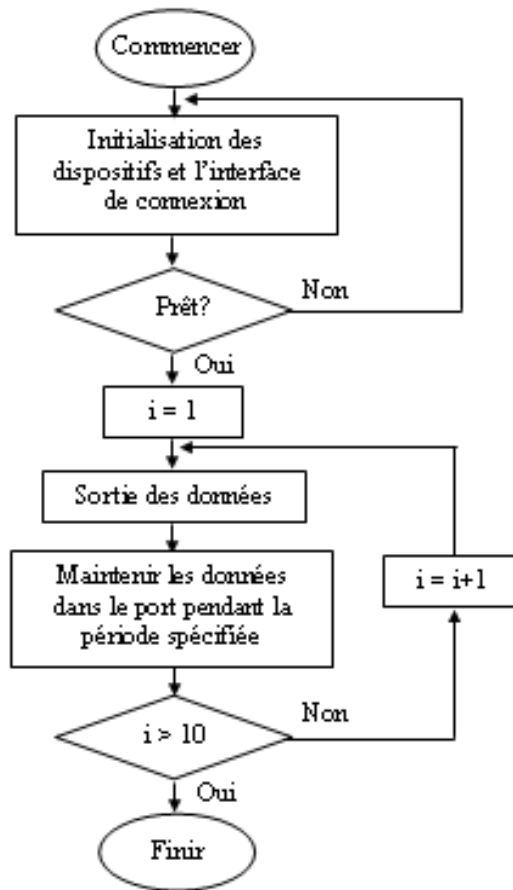 Commencer
Initialisation des
dispositifs et l'interface
de connexion
Prêt?
Non
Oui
i = 1
Sortie des données
Maintenir les données
dans le port pendant la
période spécifiée
i = i+1
i > 10
Non
Oui
Finir